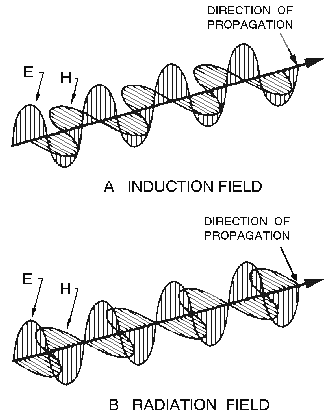 DIRECTION OF
PROPAGATION
E
H
A INDUCTION FIELD
DIRECTION OF
PROPAGATION
E
H
B RADIATION FIELD